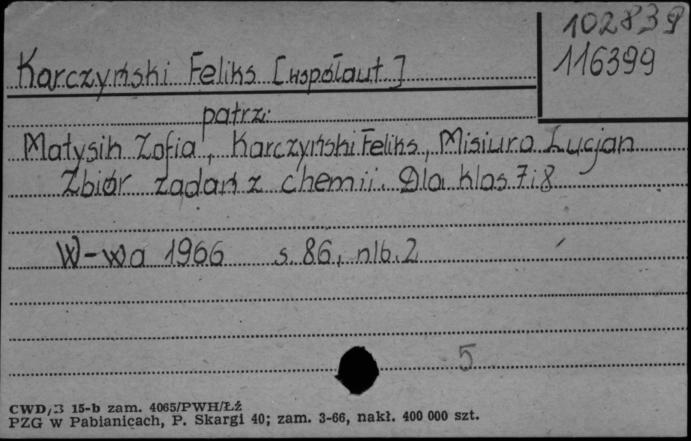 102839
116399
Karczyński Feliks [współaut.]
patrz:
Matysik Zofia, Karczyński Feliks, Misiuro Lucjan
Zbiór zadań z chemii. Dla klas 7 i 8
W-wa 1966 s. 86, nlb. 2
5
CWD/3 15-b zam. 4065/PWH/Łź
PZG w Pabianicach, P. Skargi 40; zam. 3-66, nakł. 400 000 szt.